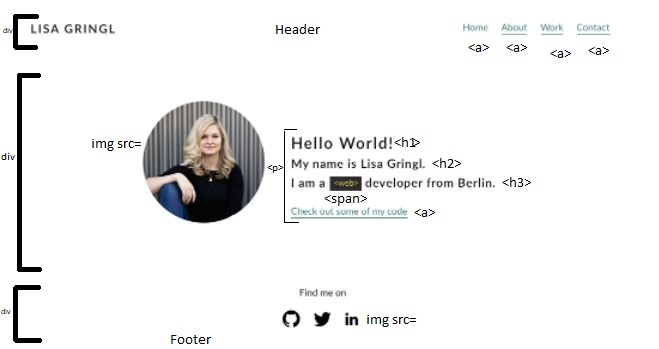 div LISA GRINGL Header Home About Work Contact
<a> <a> <a> <a>
div
img src=
<p>
Hello World!<h1>
My name is Lisa Gringl. <h2>
I am a <web> developer from Berlin. <h3>
<span>
Check out some of my code <a>
div
Find me on
in img src=
Footer